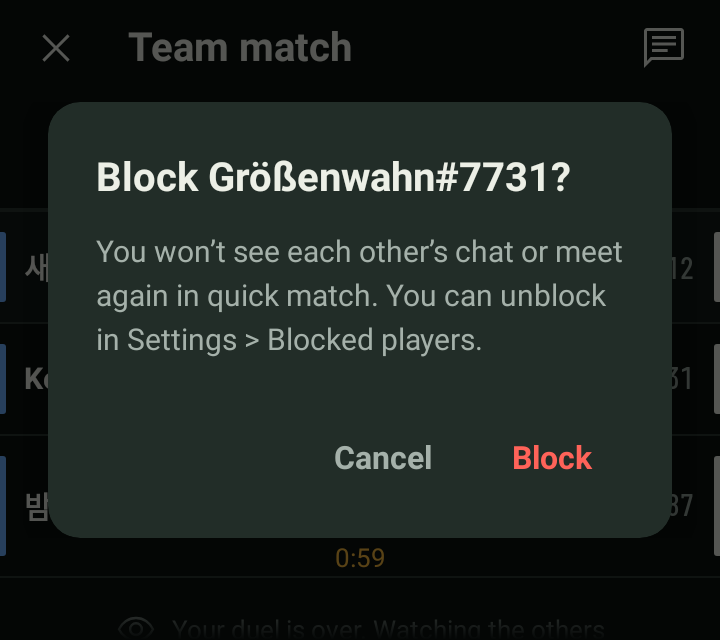 Team match
Block Größenwahn#7731?
You won’t see each other’s chat or meet
again in quick match. You can unblock
in Settings > Blocked players.
Cancel Block
0:59
Your duel is over. Watching the others